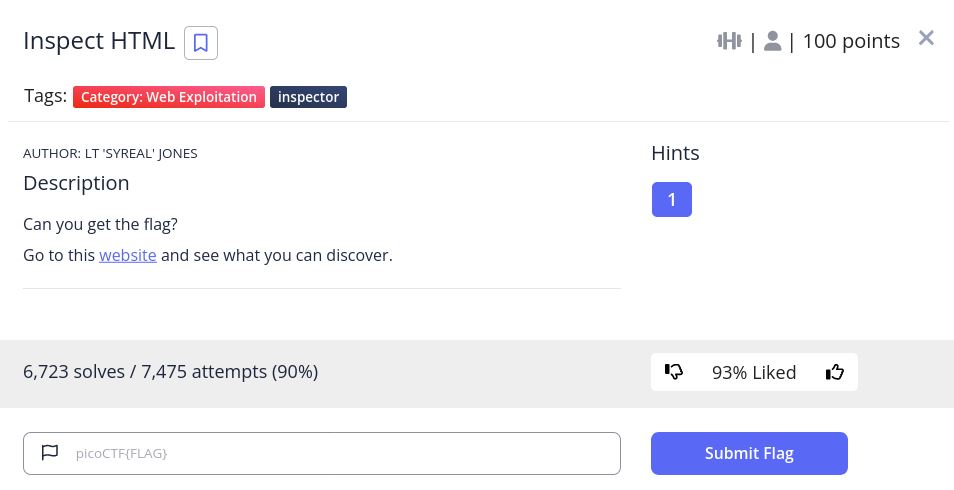 Inspect HTML
| | 100 points
Tags: Category: Web Exploitation inspector
AUTHOR: LT 'SYREAL' JONES
Description
Can you get the flag?
Go to this website and see what you can discover.
Hints
1
6,723 solves / 7,475 attempts (90%)
93% Liked
picoCTF{FLAG}
Submit Flag